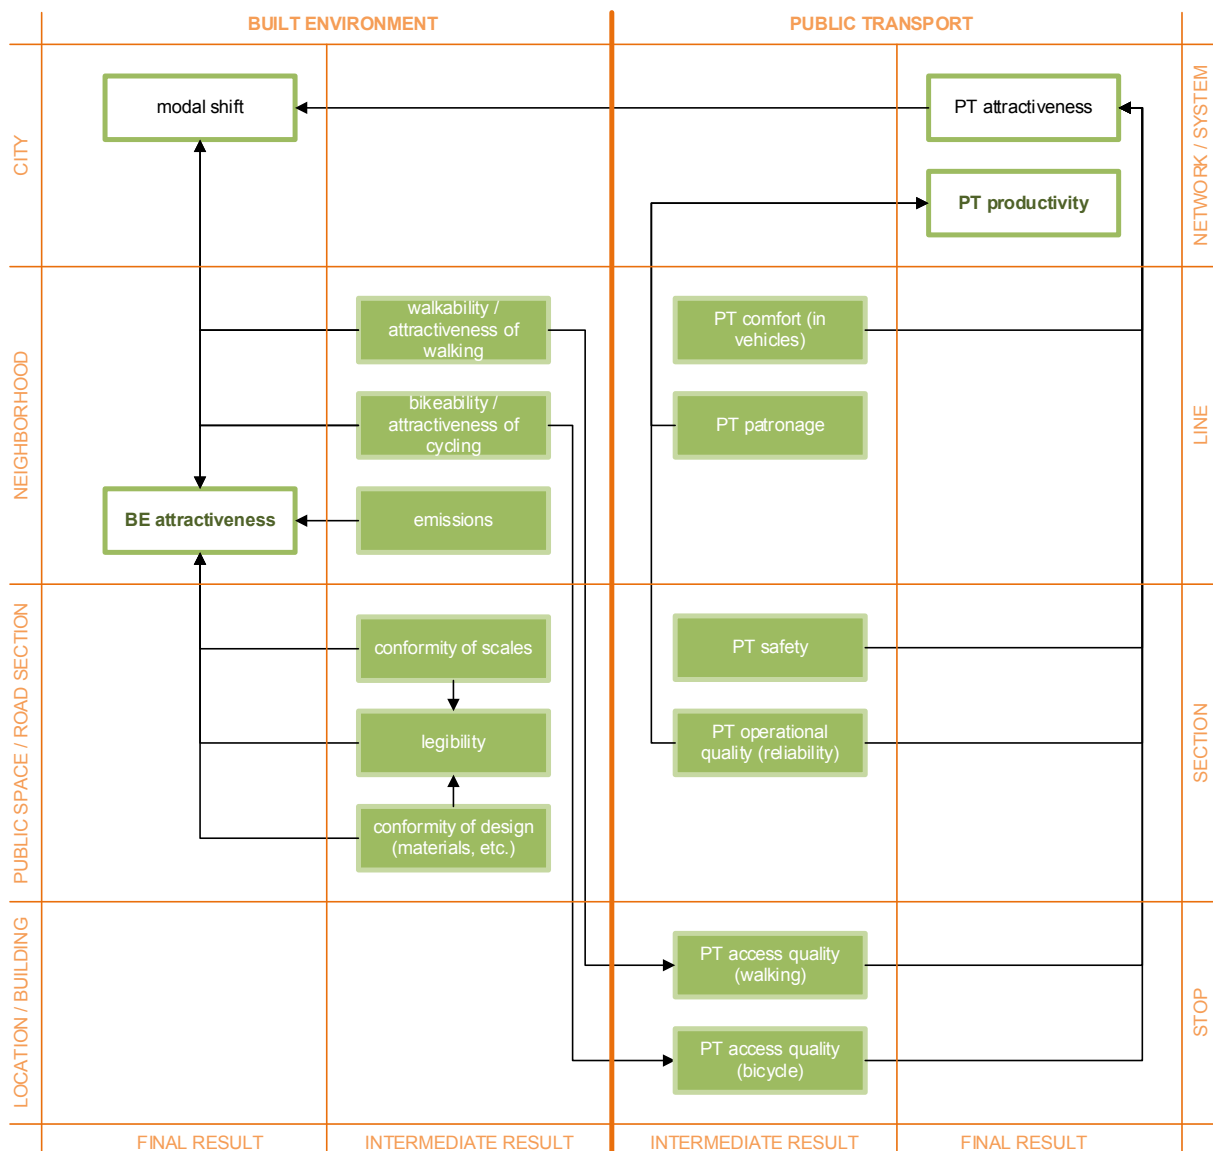 BUILT ENVIRONMENT
PUBLIC TRANSPORT
CITY
modal shift
PT attractiveness
PT productivity
NETWORK / SYSTEM
NEIGHBORHOOD
walkability /
attractiveness of
walking
PT comfort (in
vehicles)
bikeability /
attractiveness of
cycling
PT patronage
LINE
BE attractiveness
emissions
PUBLIC SPACE / ROAD SECTION
conformity of scales
PT safety
legibility
PT operational
quality (reliability)
SECTION
conformity of design
(materials, etc.)
LOCATION / BUILDING
PT access quality
(walking)
PT access quality
(bicycle)
STOP
FINAL RESULT
INTERMEDIATE RESULT
INTERMEDIATE RESULT
FINAL RESULT